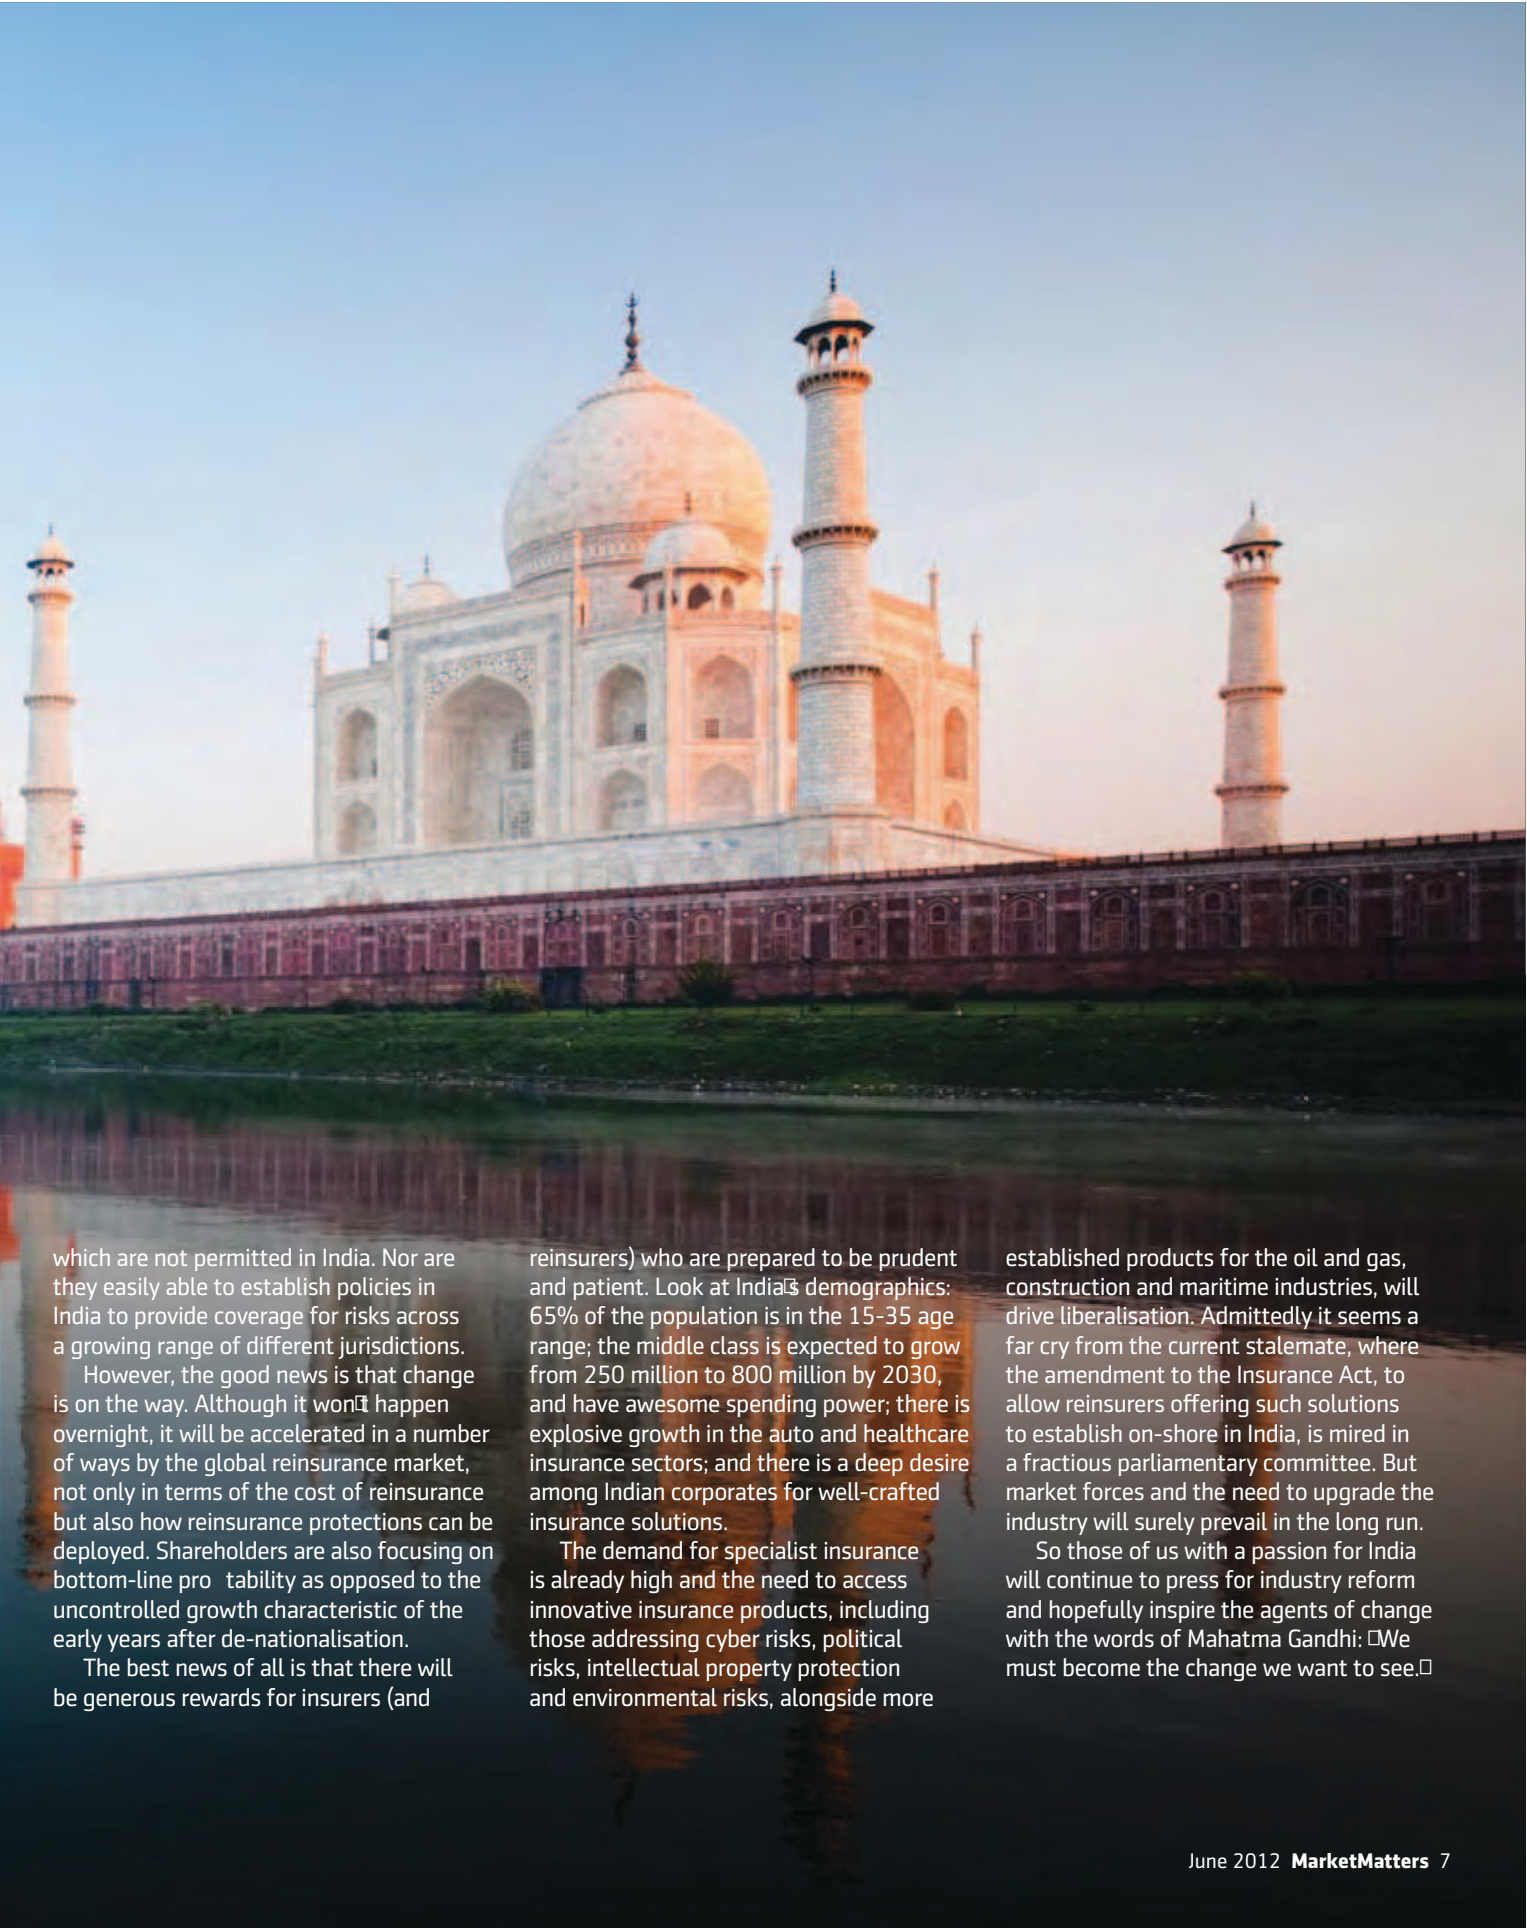 which are not permitted in India. Nor are
they easily able to establish policies in
India to provide coverage for risks across
a growing range of different jurisdictions.
However, the good news is that change
is on the way. Although it won□t happen
overnight, it will be accelerated in a number
of ways by the global reinsurance market,
not only in terms of the cost of reinsurance
but also how reinsurance protections can be
deployed. Shareholders are also focusing on
bottom-line pro tability as opposed to the
uncontrolled growth characteristic of the
early years after de-nationalisation.
The best news of all is that there will
be generous rewards for insurers (and
reinsurers) who are prepared to be prudent
and patient. Look at India□s demographics:
65% of the population is in the 15-35 age
range; the middle class is expected to grow
from 250 million to 800 million by 2030,
and have awesome spending power; there is
explosive growth in the auto and healthcare
insurance sectors; and there is a deep desire
among Indian corporates for well-crafted
insurance solutions.
The demand for specialist insurance
is already high and the need to access
innovative insurance products, including
those addressing cyber risks, political
risks, intellectual property protection
and environmental risks, alongside more
established products for the oil and gas,
construction and maritime industries, will
drive liberalisation. Admittedly it seems a
far cry from the current stalemate, where
the amendment to the Insurance Act, to
allow reinsurers offering such solutions
to establish on-shore in India, is mired in
a fractious parliamentary committee. But
market forces and the need to upgrade the
industry will surely prevail in the long run.
So those of us with a passion for India
will continue to press for industry reform
and hopefully inspire the agents of change
with the words of Mahatma Gandhi: □We
must become the change we want to see.□
June 2012 MarketMatters 7